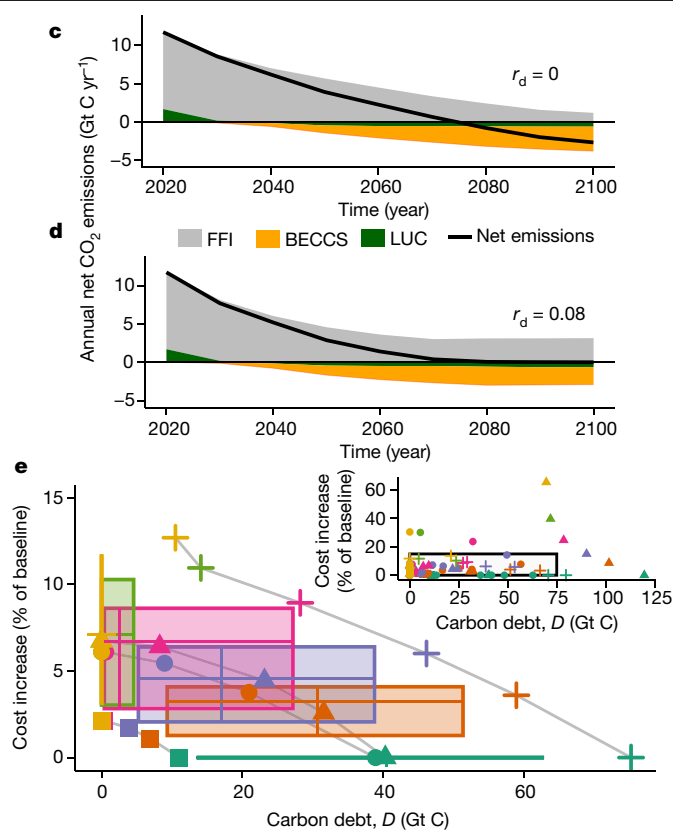 c
Annual net CO₂ emissions (Gt C yr⁻¹)
10
5
0
−5
r_d = 0
2020 2040 2060 2080 2100
Time (year)
d
FFI BECCS LUC Net emissions
10
5
0
−5
r_d = 0.08
2020 2040 2060 2080 2100
Time (year)
e
Cost increase (% of baseline)
15
10
5
0
0 20 40 60
Carbon debt, D (Gt C)
Cost increase
(% of baseline)
60
40
20
0
0 25 50 75 100 125
Carbon debt, D (Gt C)